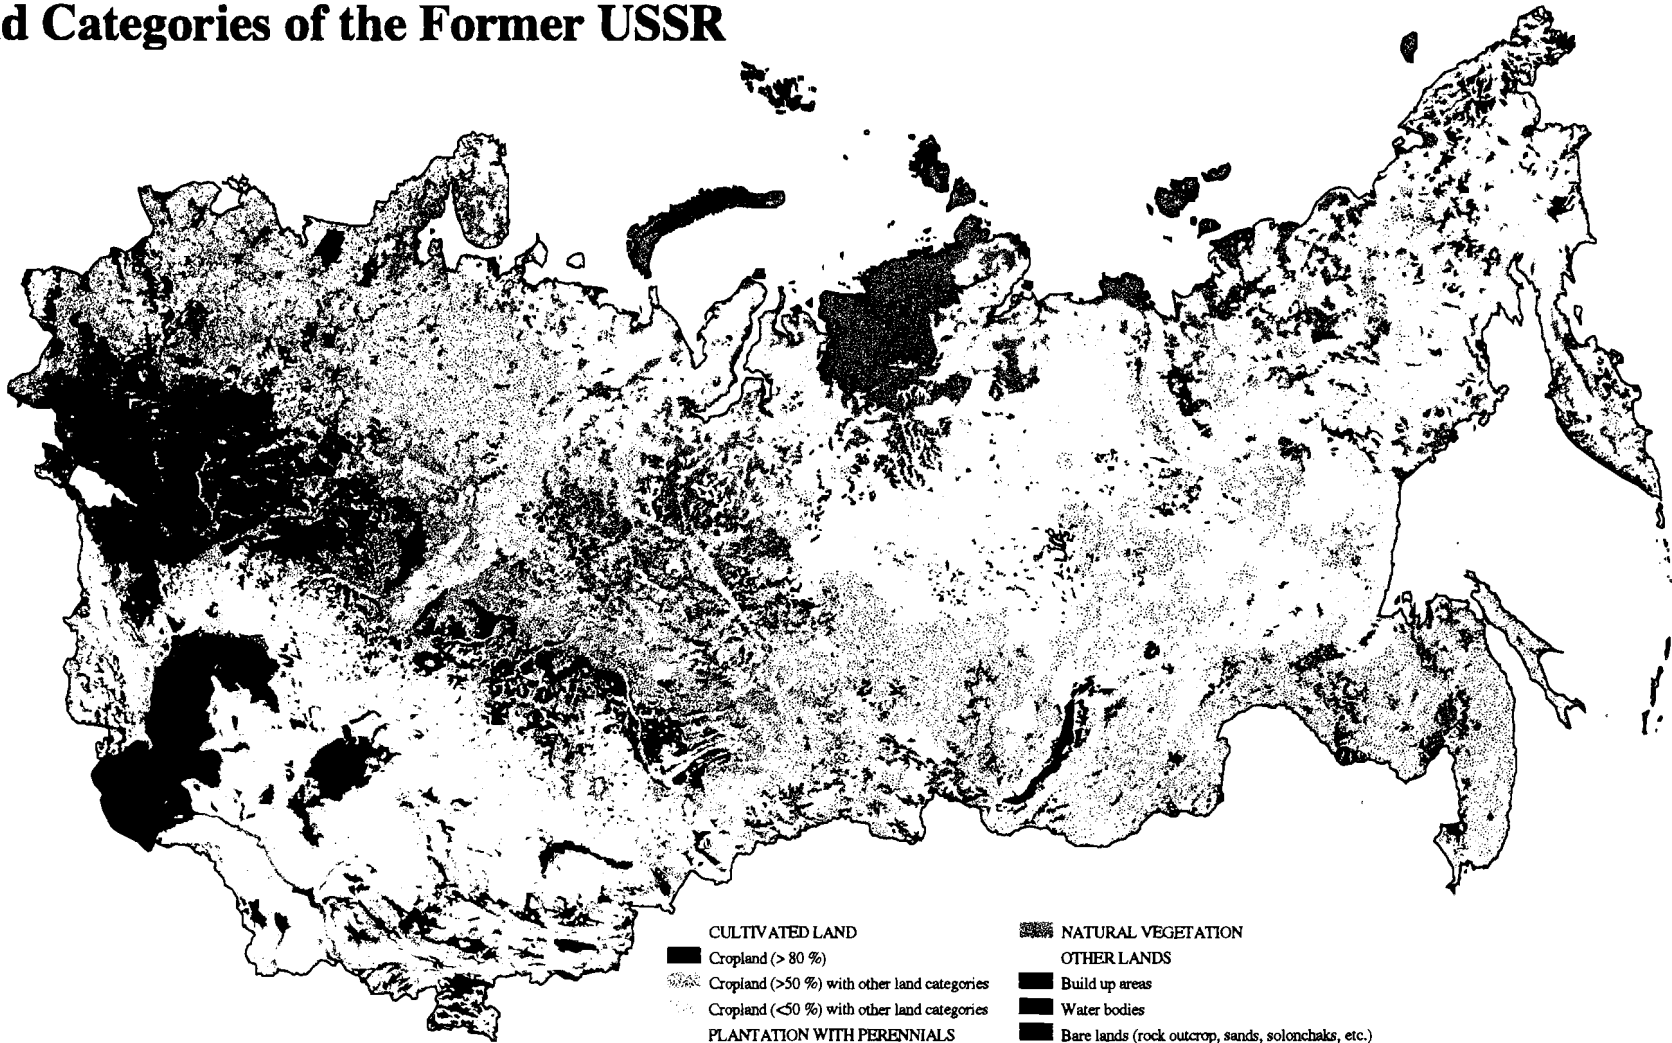 d Categories of the Former USSR
CULTIVATED LAND
Cropland (> 80 %)
Cropland (>50 %) with other land categories
Cropland (<50 %) with other land categories
PLANTATION WITH PERENNIALS
NATURAL VEGETATION
OTHER LANDS
Build up areas
Water bodies
Bare lands (rock outcrop, sands, solonchaks, etc.)